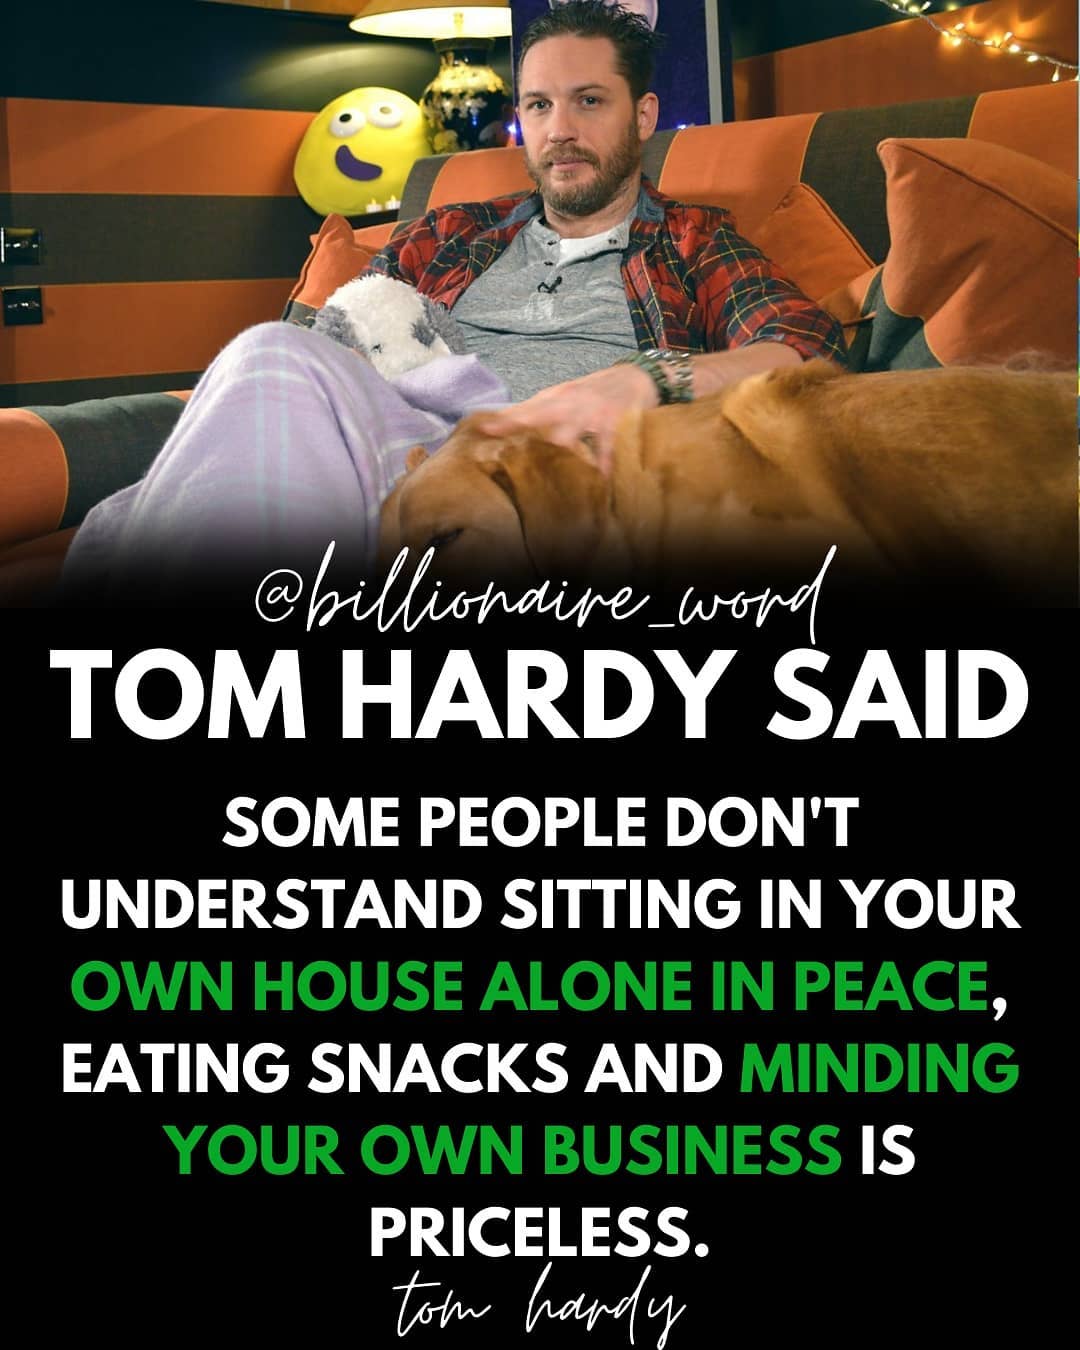 @billionaire_word
TOM HARDY SAID
SOME PEOPLE DON'T
UNDERSTAND SITTING IN YOUR
OWN HOUSE ALONE IN PEACE,
EATING SNACKS AND MINDING
YOUR OWN BUSINESS IS
PRICELESS.
tom hardy